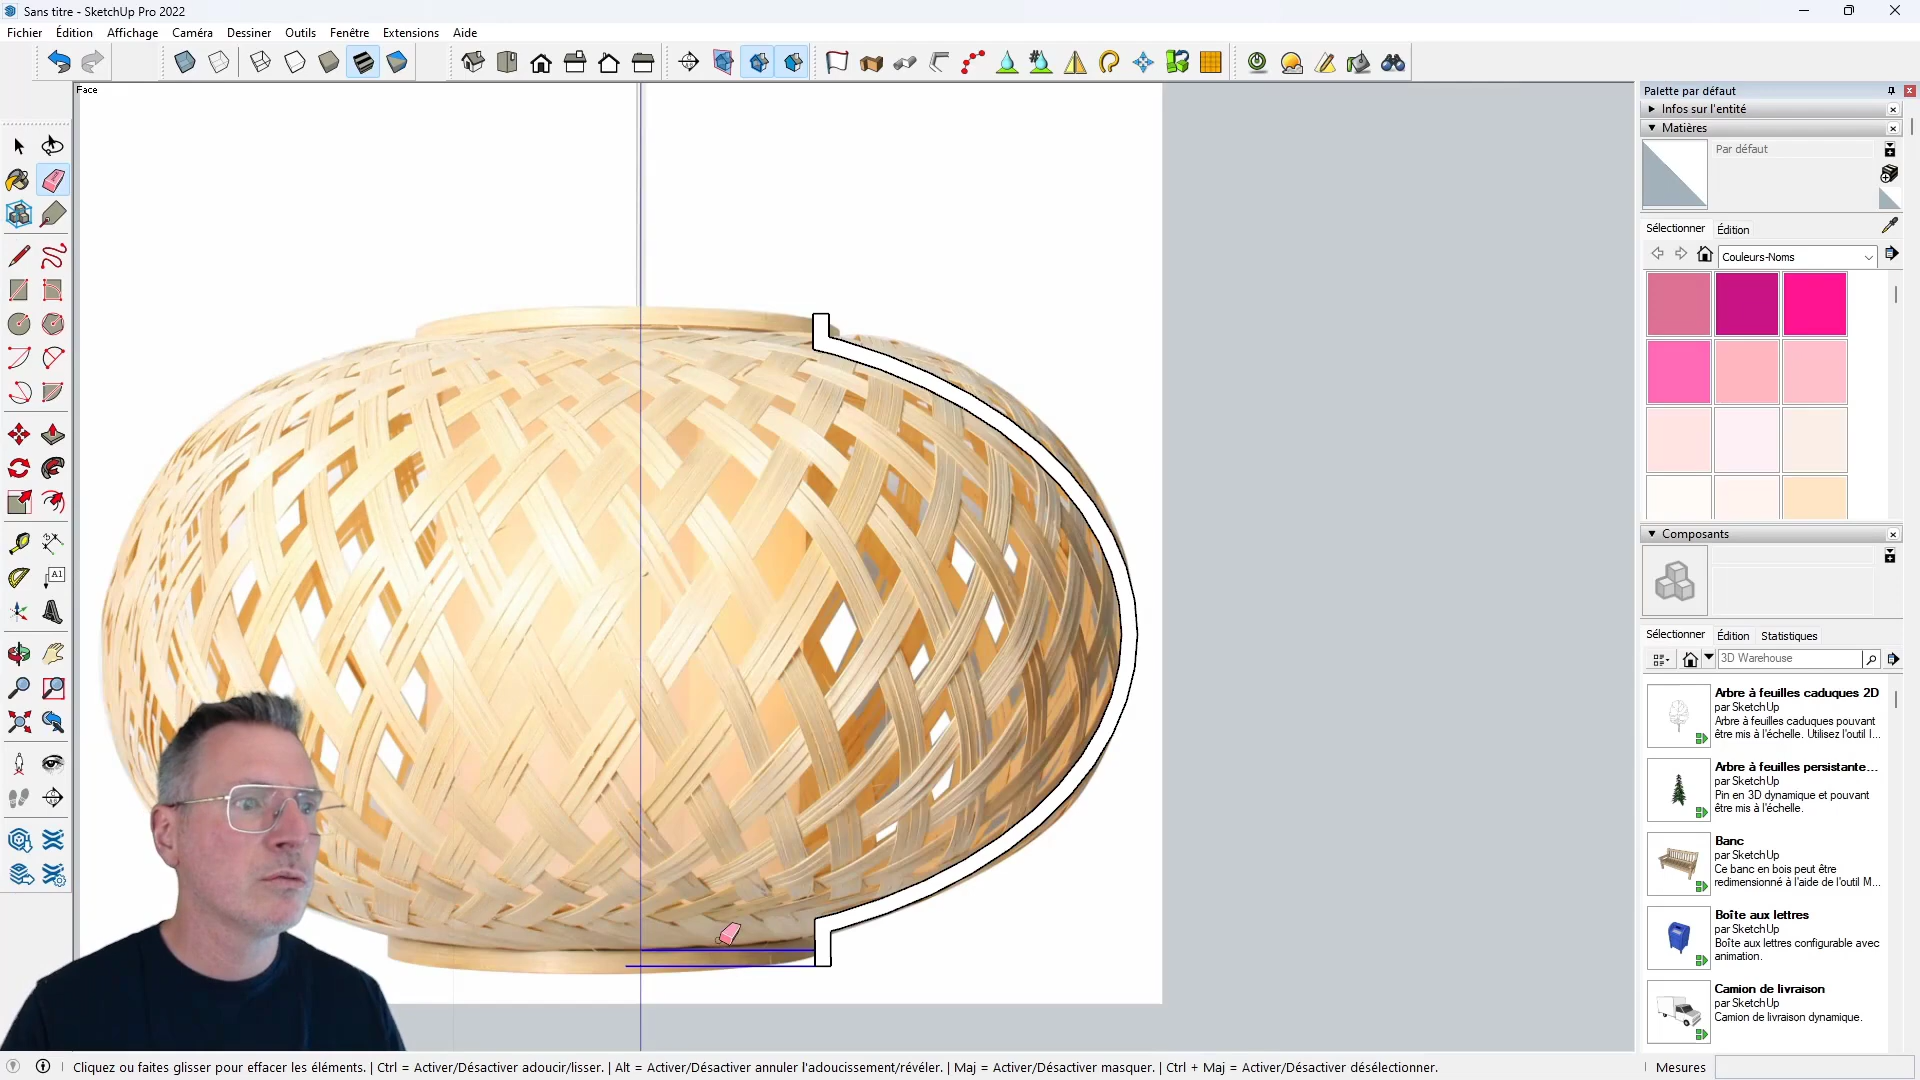 Sans titre - SketchUp Pro 2022
Fichier Édition Affichage Caméra Dessiner Outils Fenêtre Extensions Aide
Face
Palette par défaut
Infos sur l'entité
Matières
Par défaut
Sélectionner Édition
Couleurs-Noms
Composants
Sélectionner Édition Statistiques
3D Warehouse
Arbre à feuilles caduques 2D
par SketchUp
Arbre à feuilles caduques pouvant
être mis à l'échelle. Utilisez l'outil l...
Arbre à feuilles persistante...
par SketchUp
Pin en 3D dynamique et pouvant
être mis à l'échelle.
Banc
par SketchUp
Ce banc en bois peut être
redimensionné à l'aide de l'outil M...
Boîte aux lettres
par SketchUp
Boîte aux lettres configurable avec
animation.
Camion de livraison
par SketchUp
Camion de livraison dynamique.
Cliquez ou faites glisser pour effacer les éléments. | Ctrl = Activer/Désactiver adoucir/lisser. | Alt = Activer/Désactiver annuler l'adoucissement/révéler. | Maj = Activer/Désactiver masquer. | Ctrl + Maj = Activer/Désactiver désélectionner.
Mesures